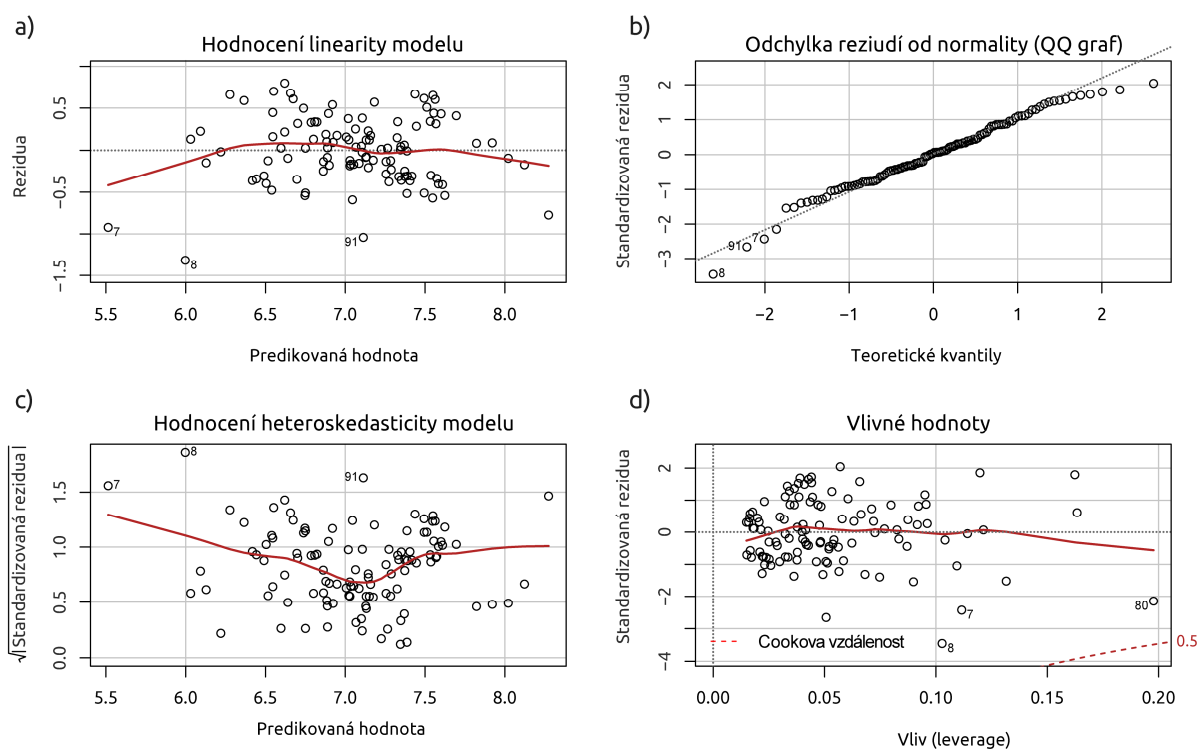 a)
Hodnocení linearity modelu
Rezidua
0.5
0.0
−0.5
−1.5
7
8
91
5.5 6.0 6.5 7.0 7.5 8.0
Predikovaná hodnota
b)
Odchylka reziudí od normality (QQ graf)
Standardizovaná rezidua
2
1
0
−1
−2
−3
91
7
8
−2 −1 0 1 2
Teoretické kvantily
c)
Hodnocení heteroskedasticity modelu
√|Standardizovaná rezidua|
1.5
1.0
0.5
0.0
7
8
91
5.5 6.0 6.5 7.0 7.5 8.0
Predikovaná hodnota
d)
Vlivné hodnoty
Standardizovaná rezidua
2
0
−2
−4
80
7
8
Cookova vzdálenost
0.5
0.00 0.05 0.10 0.15 0.20
Vliv (leverage)